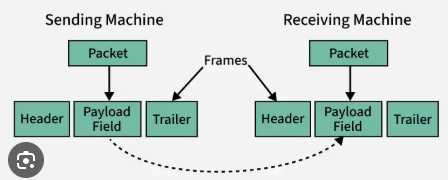 Sending Machine
Receiving Machine
Packet
Frames
Packet
Header
Payload
Field
Trailer
Header
Payload
Field
Trailer